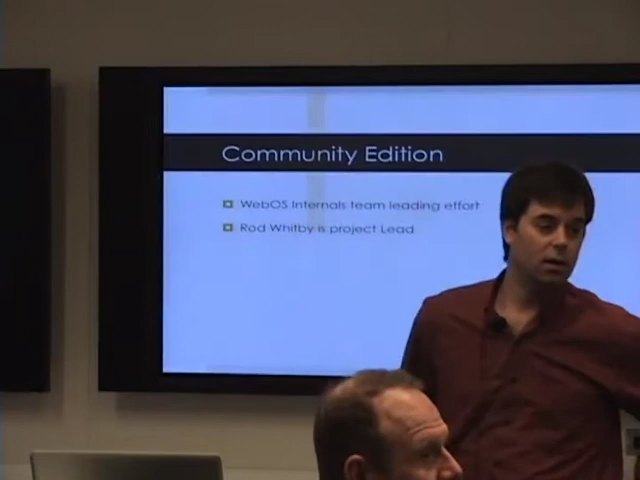 Community Edition
WebOS Internals team leading effort
Rod Whitby is project Lead